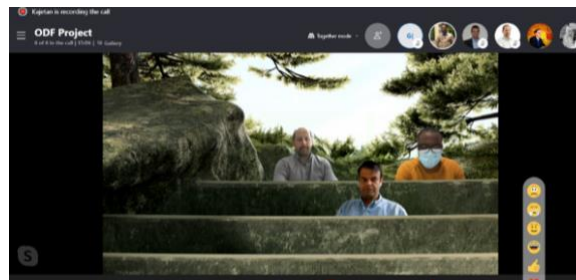 Kajetan is recording the call
ODF Project
Together mode
G(
S